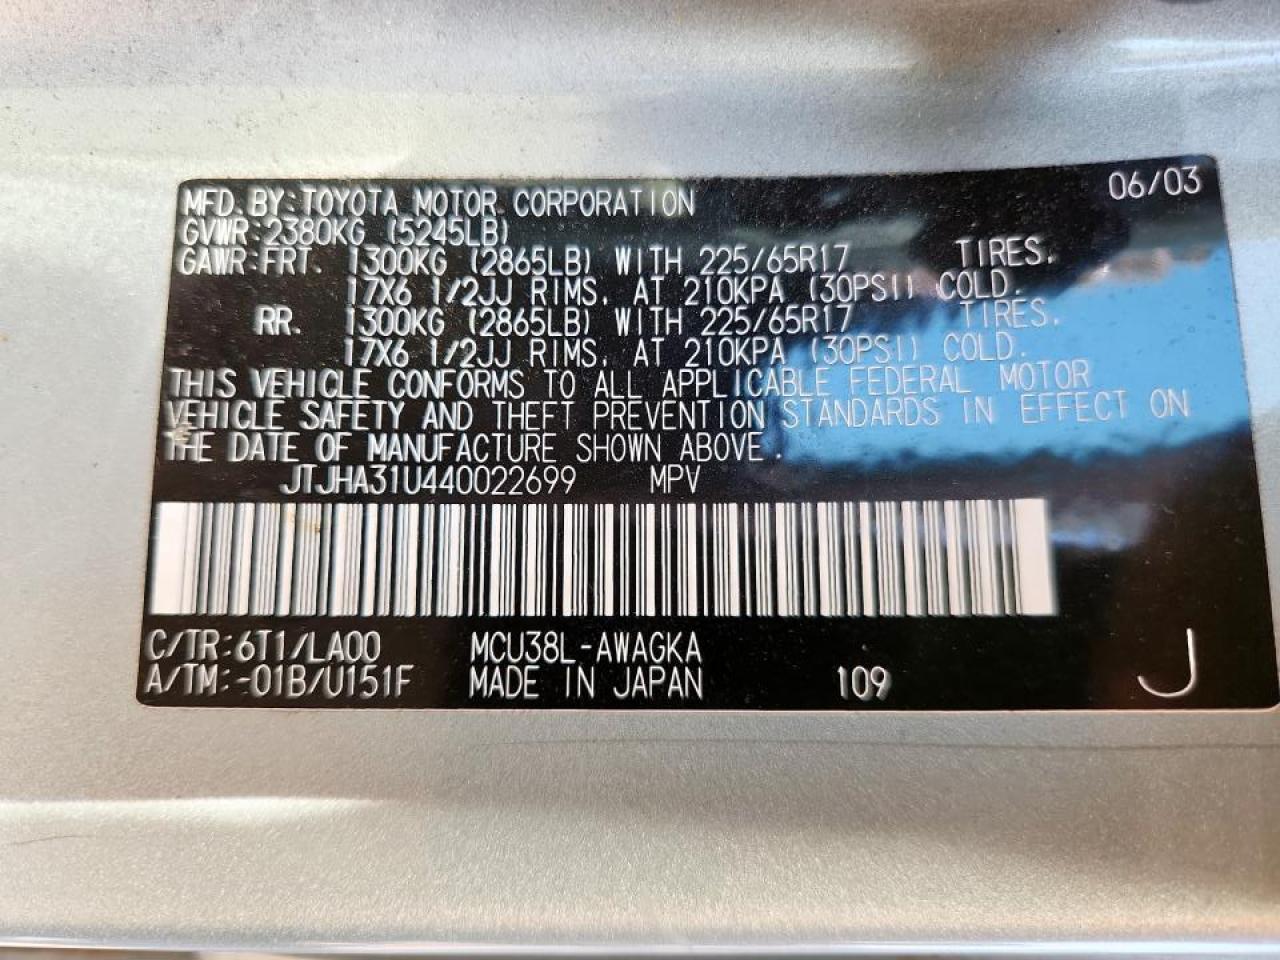 06/03
MFD. BY: TOYOTA MOTOR CORPORATION
GVWR: 2380KG (5245LB)
GAWR: FRT. 1300KG (2865LB) WITH 225/65R17 TIRES,
17X6 1/2JJ RIMS, AT 210KPA (30PSI) COLD.
RR. 1300KG (2865LB) WITH 225/65R17 TIRES,
17X6 1/2JJ RIMS, AT 210KPA (30PSI) COLD.
THIS VEHICLE CONFORMS TO ALL APPLICABLE FEDERAL MOTOR
VEHICLE SAFETY AND THEFT PREVENTION STANDARDS IN EFFECT ON
THE DATE OF MANUFACTURE SHOWN ABOVE.
JTJHA31U440022699 MPV
C/TR: 6T1/LA00 MCU38L-AWAGKA
A/TM: -01B/U151F MADE IN JAPAN 109 J